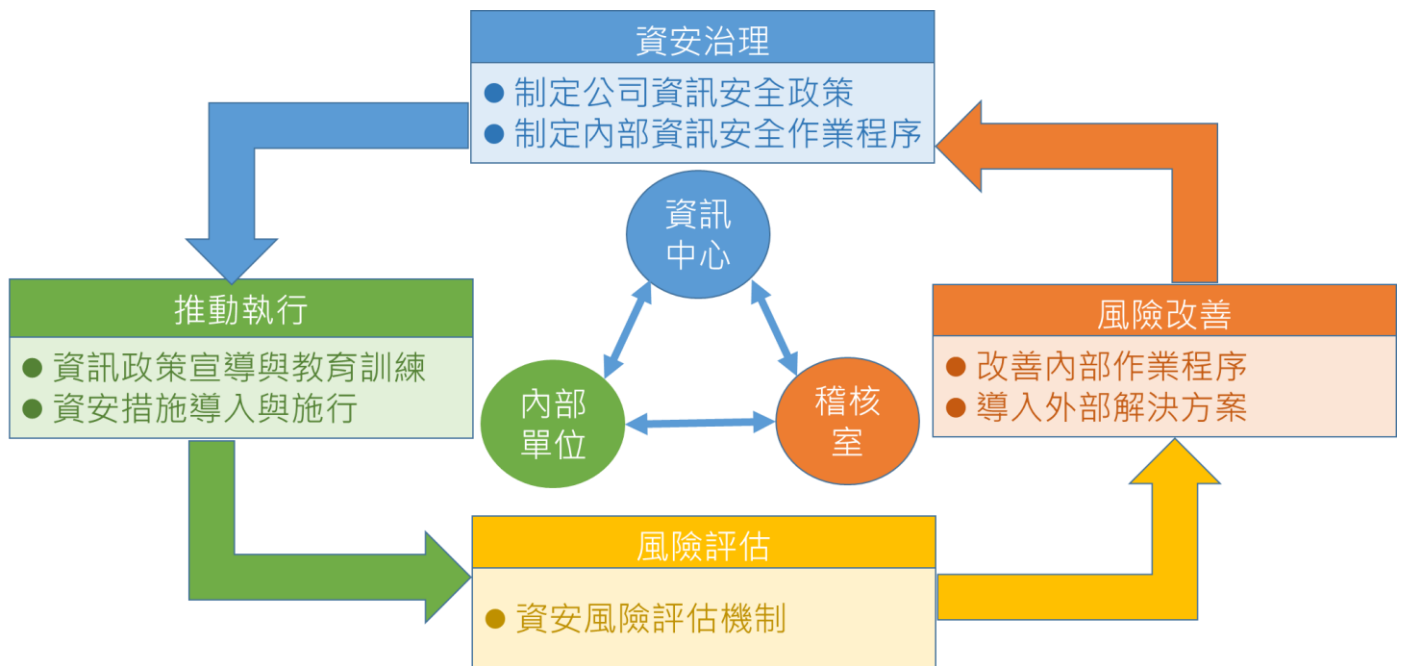 資安治理
● 制定公司資訊安全政策
● 制定內部資訊安全作業程序
推動執行
● 資訊政策宣導與教育訓練
● 資安措施導入與施行
資訊
中心
內部
單位
稽核
室
風險改善
● 改善內部作業程序
● 導入外部解決方案
風險評估
● 資安風險評估機制